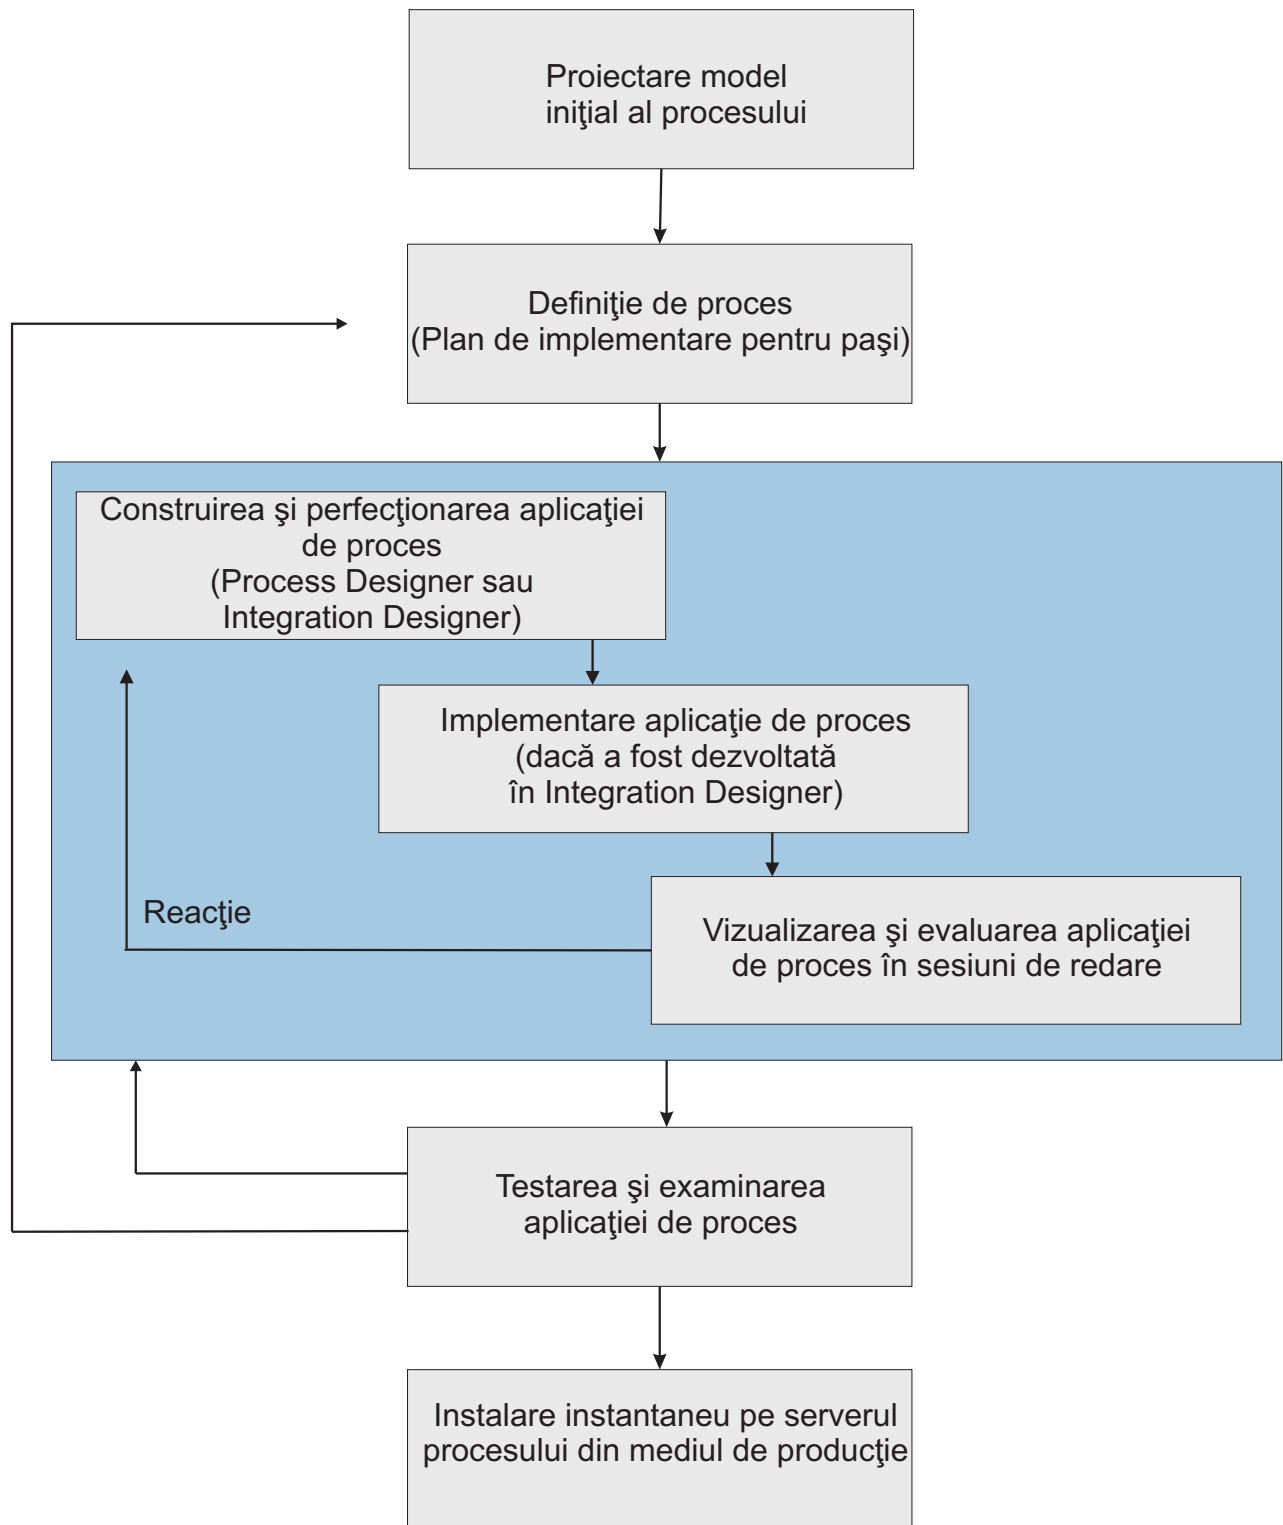 Proiectare model
iniţial al procesului
Definiţie de proces
(Plan de implementare pentru paşi)
Construirea şi perfecţionarea aplicaţiei
de proces
(Process Designer sau
Integration Designer)
Implementare aplicaţie de proces
(dacă a fost dezvoltată
în Integration Designer)
Reacţie
Vizualizarea şi evaluarea aplicaţiei
de proces în sesiuni de redare
Testarea şi examinarea
aplicaţiei de proces
Instalare instantaneu pe serverul
procesului din mediul de producţie